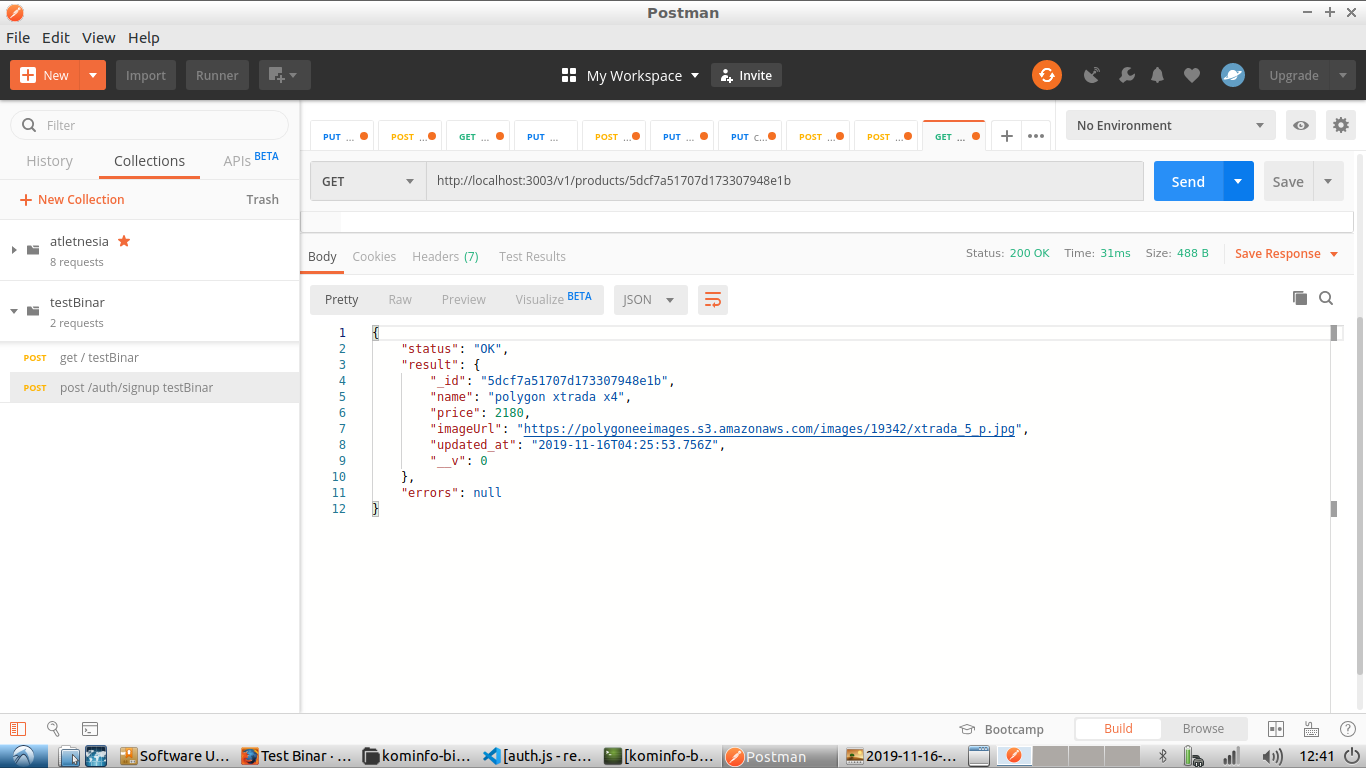 Postman
File Edit View Help
New Import Runner My Workspace Invite Upgrade
Filter
History Collections APIs BETA
New Collection Trash
atletnesia
8 requests
testBinar
2 requests
POST get / testBinar
POST post /auth/signup testBinar
PUT ... POST ... GET ... PUT ... POST ... PUT ... PUT c... POST ... POST ... GET ...
No Environment
GET http://localhost:3003/v1/products/5dcf7a51707d173307948e1b Send Save
Body Cookies Headers (7) Test Results Status: 200 OK Time: 31ms Size: 488 B Save Response
Pretty Raw Preview Visualize BETA JSON
1 {
2 "status": "OK",
3 "result": {
4 "_id": "5dcf7a51707d173307948e1b",
5 "name": "polygon xtrada x4",
6 "price": 2180,
7 "imageUrl": "https://polygoneeimages.s3.amazonaws.com/images/19342/xtrada_5_p.jpg",
8 "updated_at": "2019-11-16T04:25:53.756Z",
9 "__v": 0
10 },
11 "errors": null
12 }
Bootcamp Build Browse
Software U... Test Binar · ... kominfo-bi... [auth.js - re... [kominfo-b... Postman 2019-11-16-... 12:41